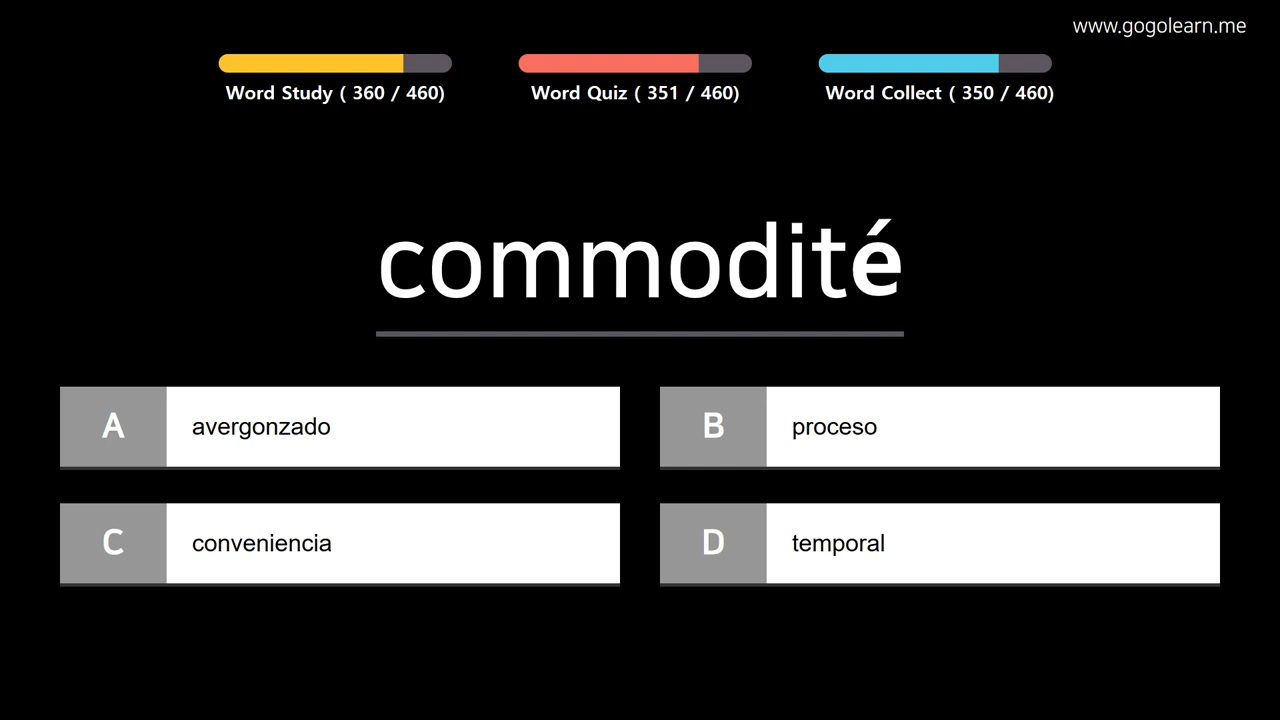 www.gogolearn.me
Word Study ( 360 / 460)
Word Quiz ( 351 / 460)
Word Collect ( 350 / 460)
commodité
A avergonzado
B proceso
C conveniencia
D temporal